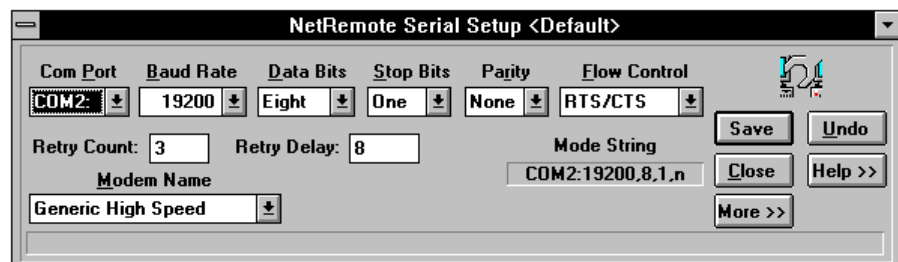 NetRemote Serial Setup <Default>
Com Port Baud Rate Data Bits Stop Bits Parity Flow Control
COM2: 19200 Eight One None RTS/CTS
Retry Count: 3 Retry Delay: 8 Mode String
COM2:19200,8,1,n
Modem Name
Generic High Speed
Save Undo
Close Help >>
More >>